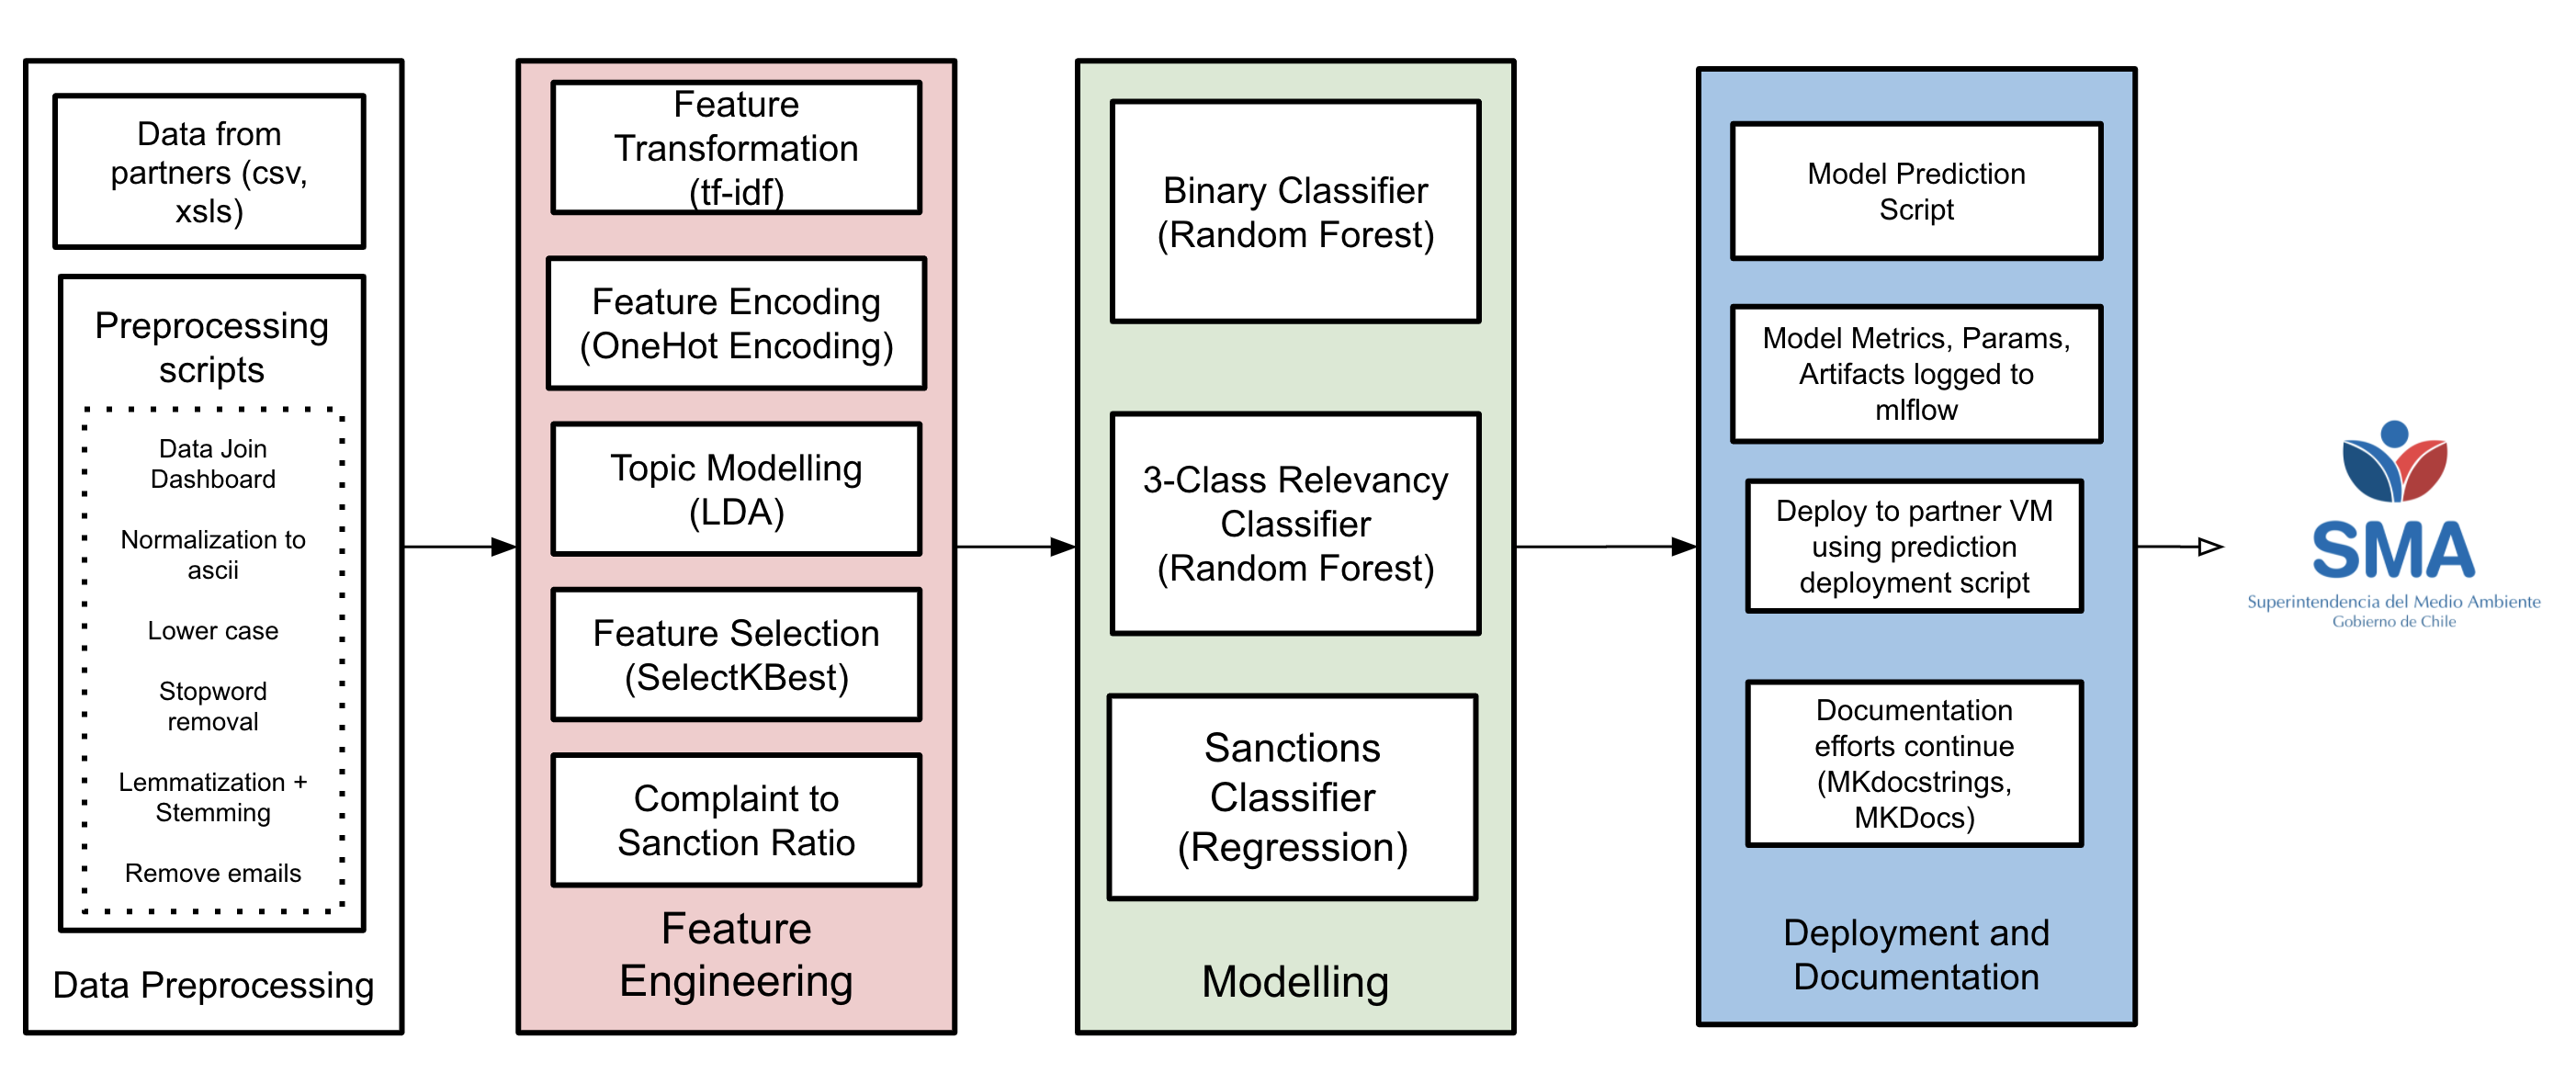 Data from
partners (csv,
xsls)
Preprocessing
scripts
Data Join
Dashboard
Normalization to
ascii
Lower case
Stopword
removal
Lemmatization +
Stemming
Remove emails
Data Preprocessing
Feature
Transformation
(tf-idf)
Feature Encoding
(OneHot Encoding)
Topic Modelling
(LDA)
Feature Selection
(SelectKBest)
Complaint to
Sanction Ratio
Feature
Engineering
Binary Classifier
(Random Forest)
3-Class Relevancy
Classifier
(Random Forest)
Sanctions
Classifier
(Regression)
Modelling
Model Prediction
Script
Model Metrics, Params,
Artifacts logged to
mlflow
Deploy to partner VM
using prediction
deployment script
Documentation
efforts continue
(MKdocstrings,
MKDocs)
Deployment and
Documentation
SMA
Superintendencia del Medio Ambiente
Gobierno de Chile